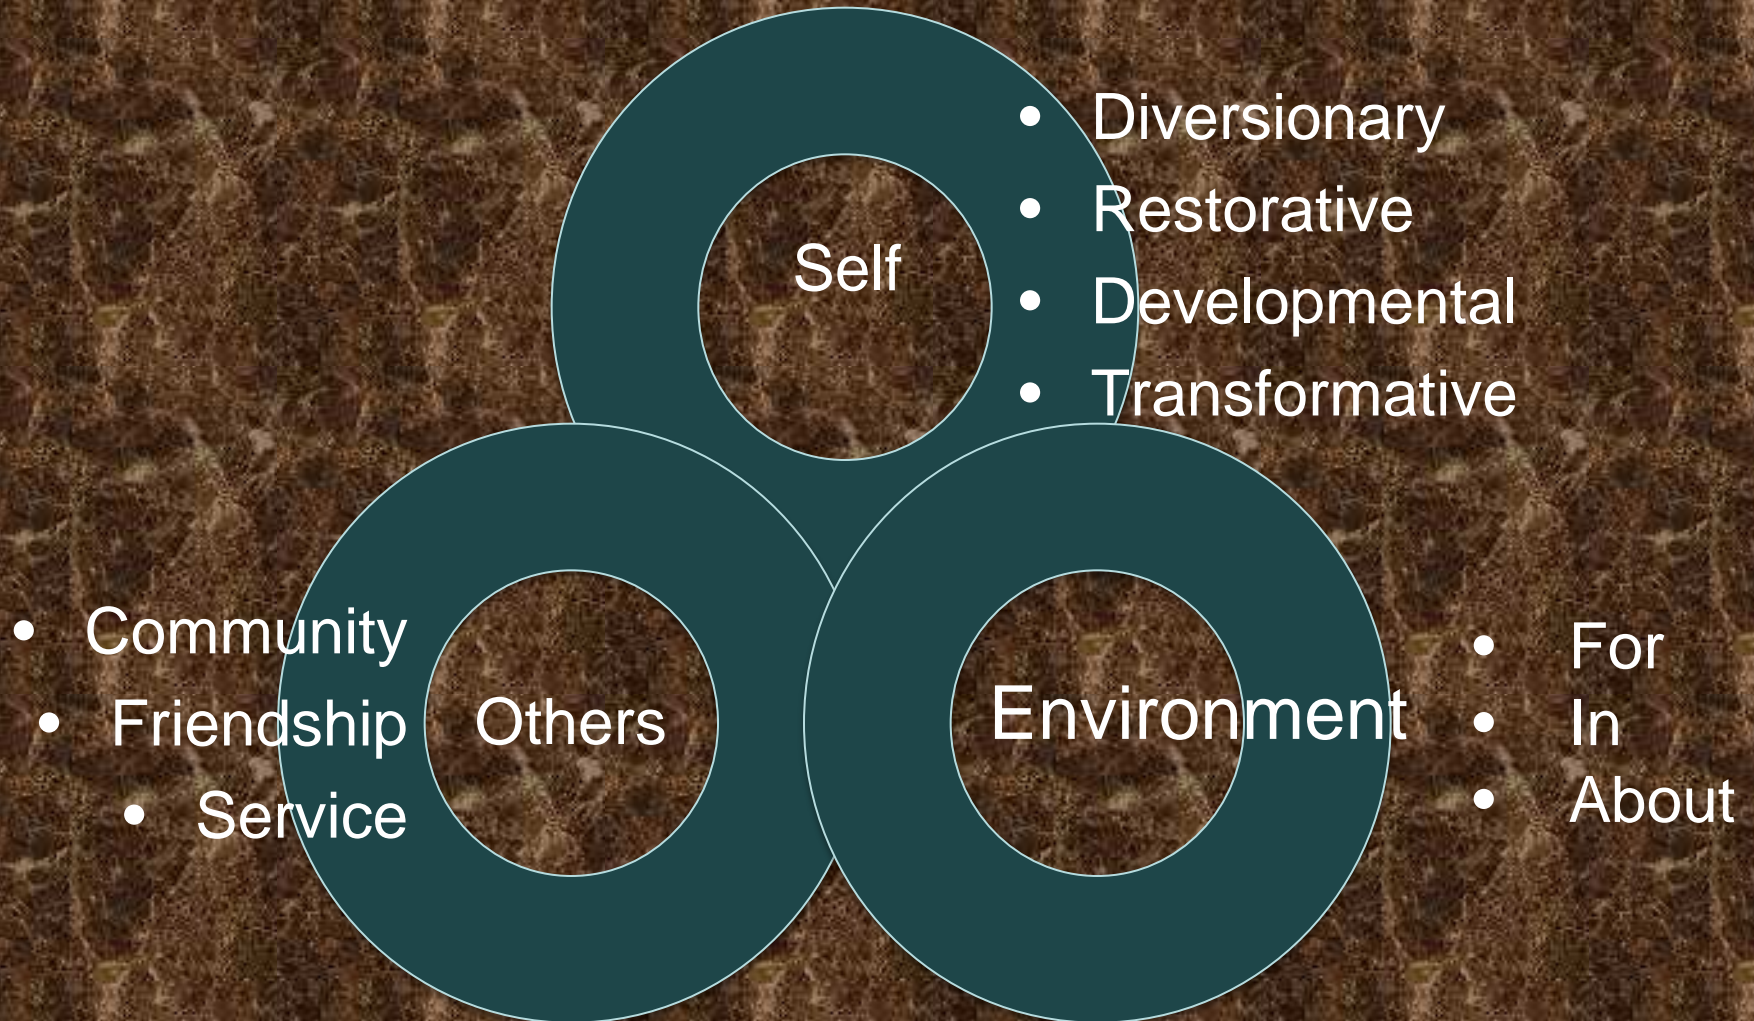 • Diversionary
• Restorative
Self
• Developmental
• Transformative
• Community
• Friendship
• Service
Others
Environment
• For
• In
• About